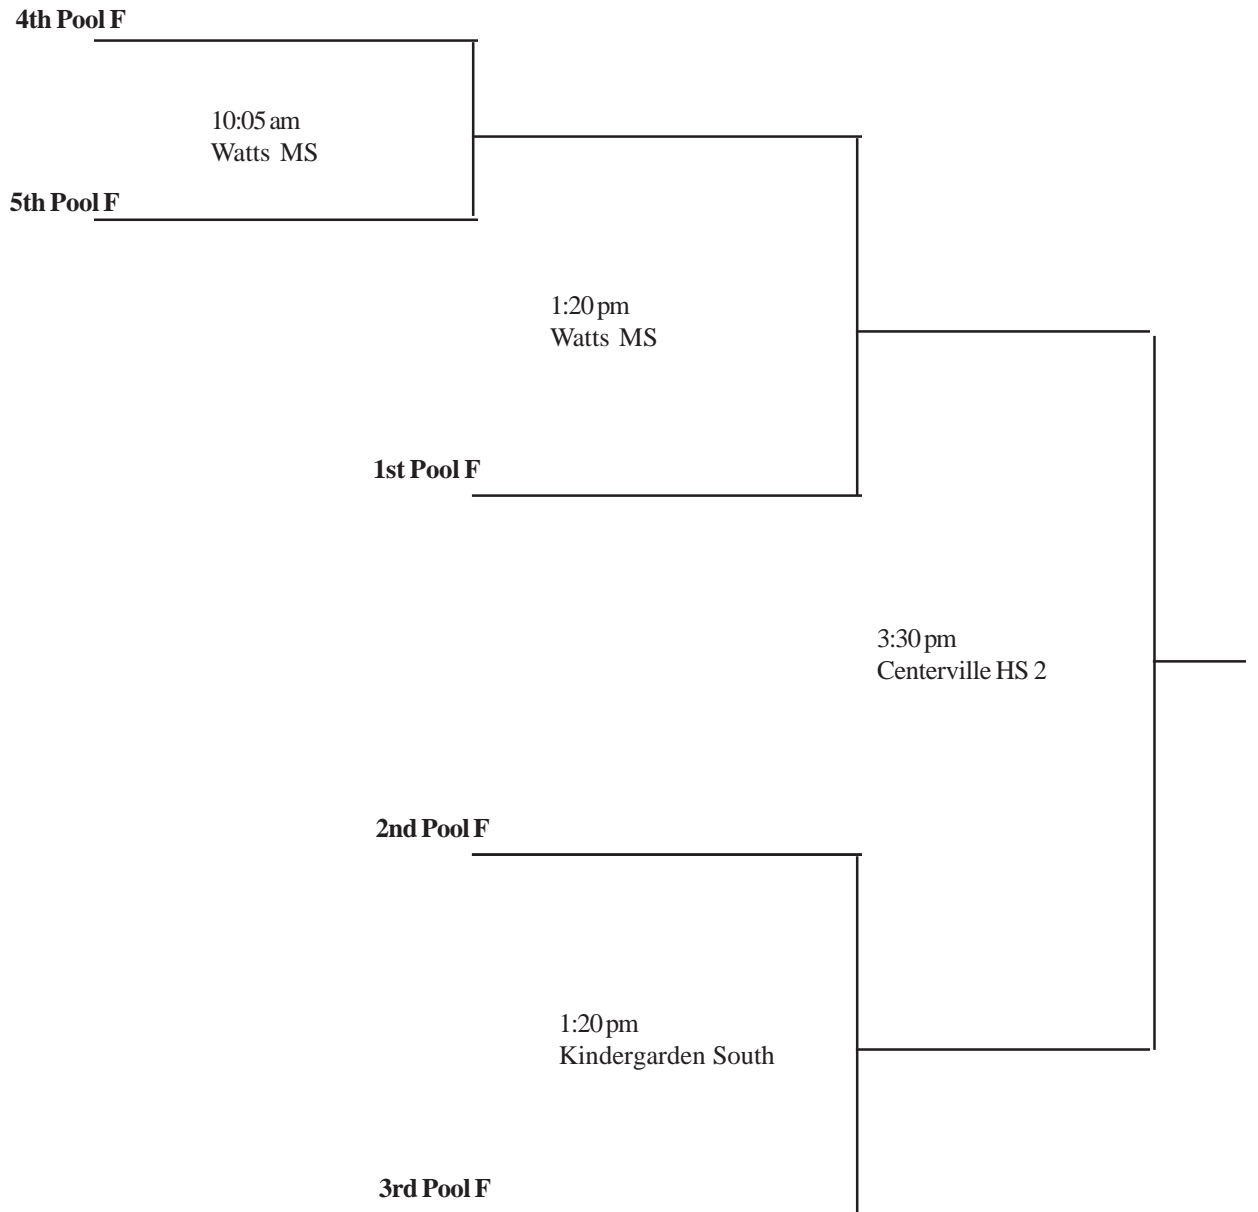 4th Pool F
10:05 am
Watts MS
5th Pool F
1:20 pm
Watts MS
1st Pool F
3:30 pm
Centerville HS 2
2nd Pool F
1:20 pm
Kindergarden South
3rd Pool F